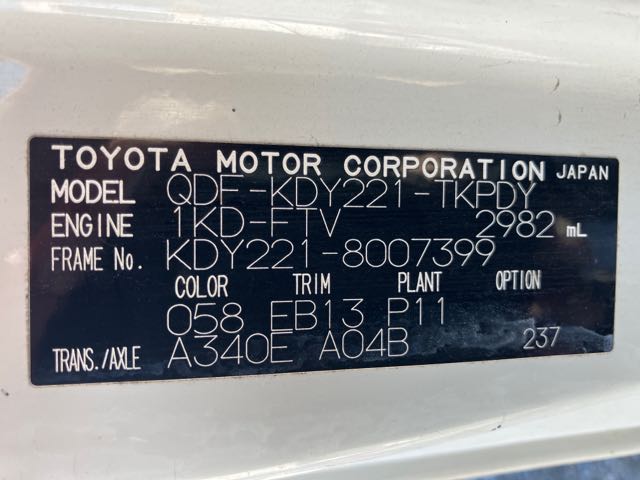 TOYOTA MOTOR CORPORATION JAPAN
MODEL QDF-KDY221-TKPDY
ENGINE 1KD-FTV 2982 mL
FRAME No. KDY221-8007399
COLOR TRIM PLANT OPTION
058 EB13 P11
TRANS./AXLE A340E A04B 237